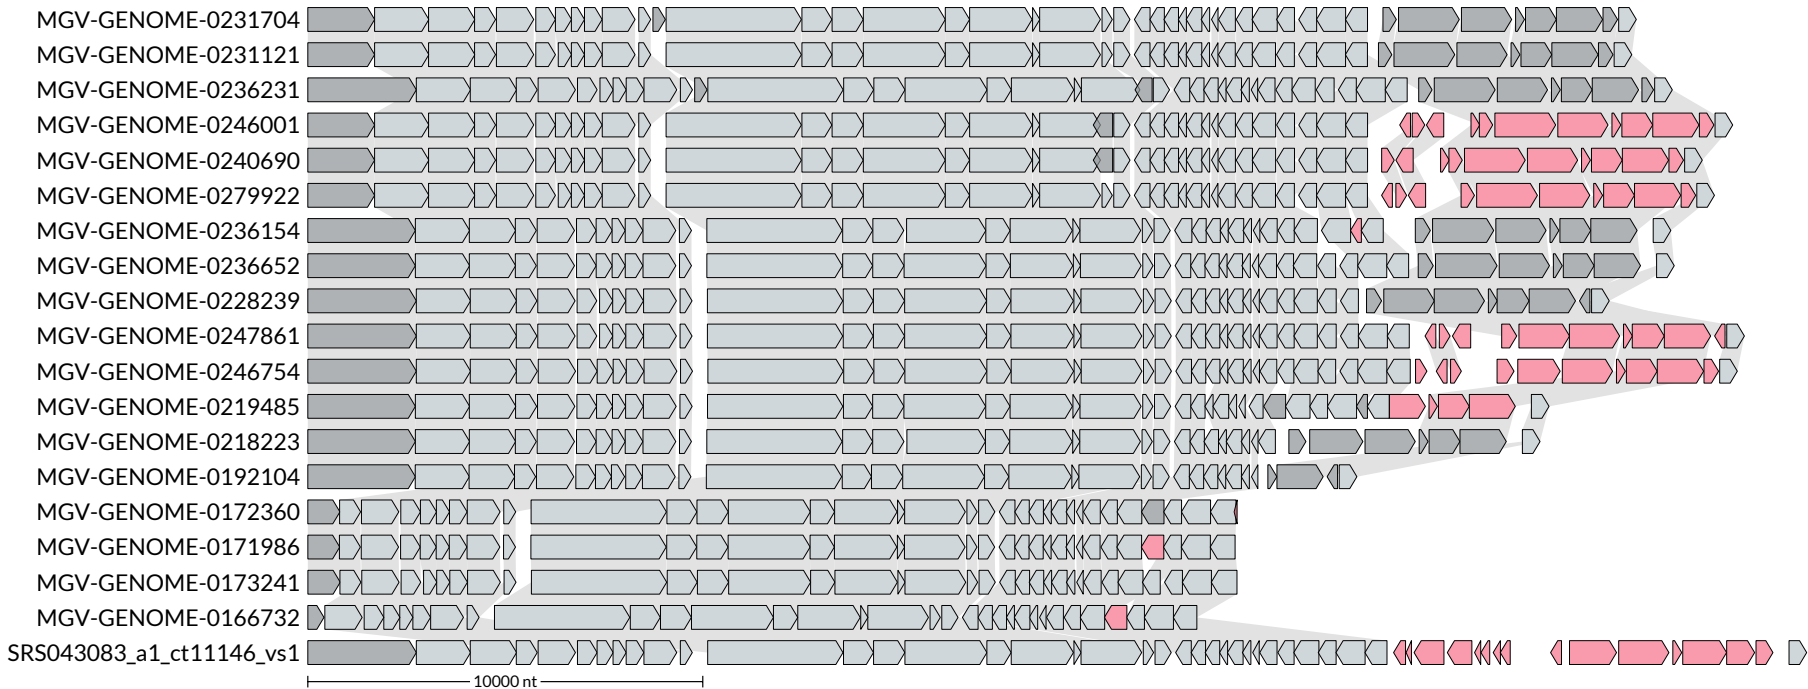 MGV-GENOME-0231704
MGV-GENOME-0231121
MGV-GENOME-0236231
MGV-GENOME-0246001
MGV-GENOME-0240690
MGV-GENOME-0279922
MGV-GENOME-0236154
MGV-GENOME-0236652
MGV-GENOME-0228239
MGV-GENOME-0247861
MGV-GENOME-0246754
MGV-GENOME-0219485
MGV-GENOME-0218223
MGV-GENOME-0192104
MGV-GENOME-0172360
MGV-GENOME-0171986
MGV-GENOME-0173241
MGV-GENOME-0166732
SRS043083_a1_ct11146_vs1
10000 nt